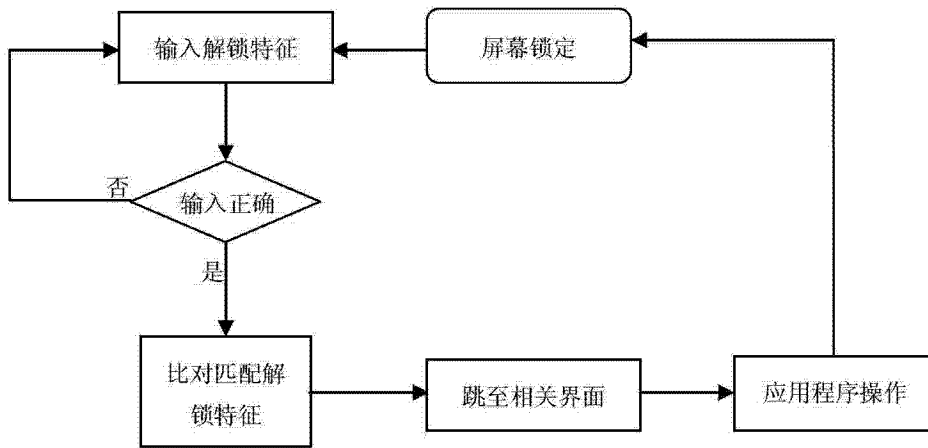 输入解锁特征
屏幕锁定
否
输入正确
是
比对匹配解
锁特征
跳至相关界面
应用程序操作